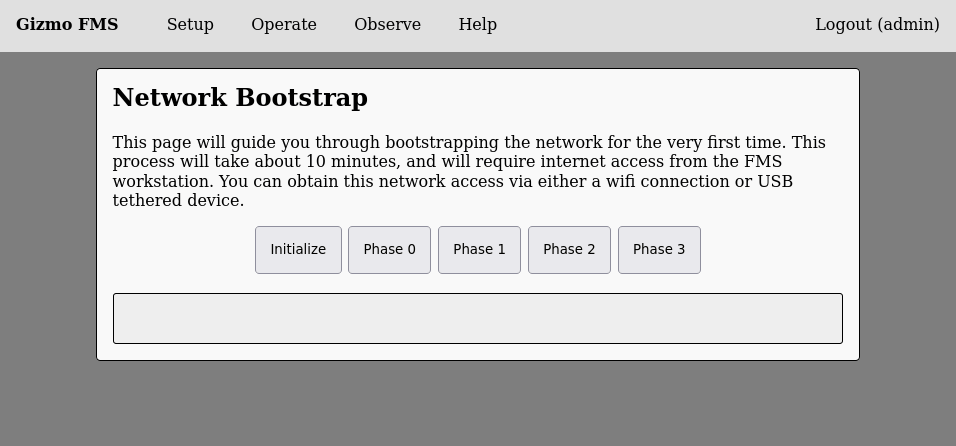 Gizmo FMS Setup Operate Observe Help Logout (admin)
Network Bootstrap
This page will guide you through bootstrapping the network for the very first time. This
process will take about 10 minutes, and will require internet access from the FMS
workstation. You can obtain this network access via either a wifi connection or USB
tethered device.
Initialize Phase 0 Phase 1 Phase 2 Phase 3